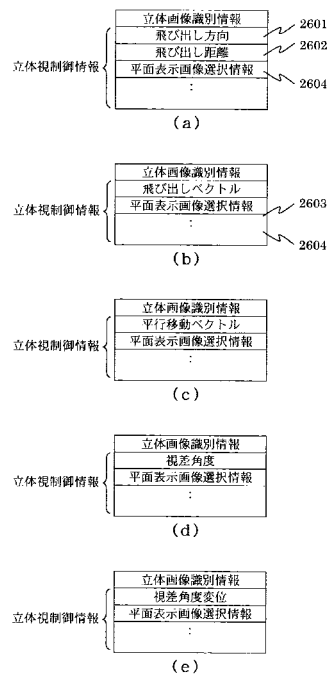 立体画像識別情報
飛び出し方向
飛び出し距離
平面表示画像選択情報
:
立体視制御情報
2601
2602
2604
(a)
立体画像識別情報
飛び出しベクトル
平面表示画像選択情報
:
立体視制御情報
2603
2604
(b)
立体画像識別情報
平行移動ベクトル
平面表示画像選択情報
:
立体視制御情報
(c)
立体画像識別情報
視差角度
平面表示画像選択情報
:
立体視制御情報
(d)
立体画像識別情報
視差角度変位
平面表示画像選択情報
:
立体視制御情報
(e)